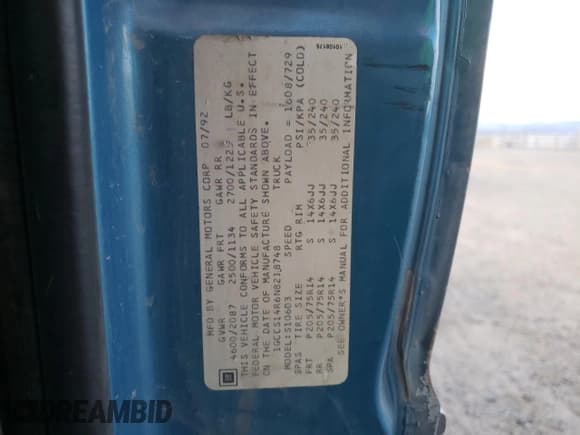 MFD BY GENERAL MOTORS CORP 07/92
GVWR GAWR FRT GAWR RR
4600/2087 2500/1134 2700/1225 LB/KG
THIS VEHICLE CONFORMS TO ALL APPLICABLE U.S.
FEDERAL MOTOR VEHICLE SAFETY STANDARDS IN EFFECT
ON THE DATE OF MANUFACTURE SHOWN ABOVE.
1GCCS14R6N8218748 TRUCK
MODEL:S10603 PAYLOAD = 1608/729
SPAS TIRE SIZE SPEED RTG RIM PSI/KPA (COLD)
FRT P205/75R14 S 14X6JJ 35/240
RR P205/75R14 S 14X6JJ 35/240
SPA P205/75R14 S 14X6JJ 35/240
SEE OWNER'S MANUAL FOR ADDITIONAL INFORMATION
GM
DREAMBID